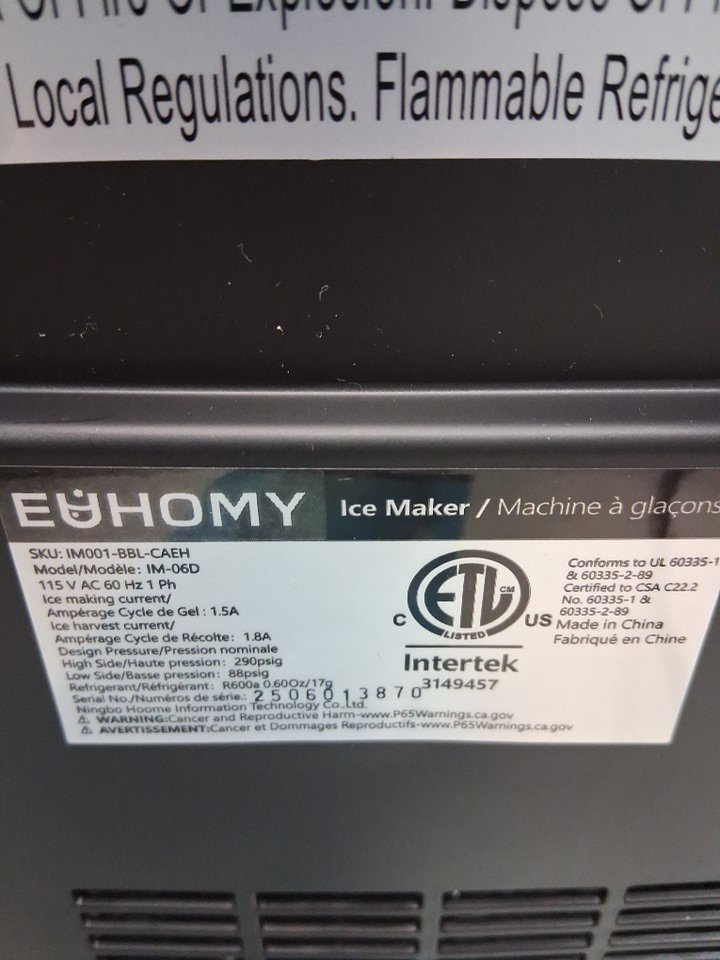 Local Regulations. Flammable
EUHOMY Ice Maker / Machine à glaçons
SKU: IM001-BBL-CAEH
Model/Modèle: IM-06D
115 V AC 60 Hz 1 Ph
Ice making current/
Ampérage Cycle de Gel : 1.5A
Ice harvest current/
Ampérage Cycle de Récolte: 1.8A
Design Pressure/Pression nominale
High Side/Haute pression: 290psig
Low Side/Basse pression: 88psig
Refrigerant/Réfrigérant: R600a 0.60Oz/17g
Serial No./Numéros de série.: 2506013870
Ningbo Hoome Information Technology Co.,Ltd.
WARNING:Cancer and Reproductive Harm-www.P65Warnings.ca.gov
AVERTISSEMENT:Cancer et Dommages Reproductifs-www.P65Warnings.ca.gov
C ETL CM US
LISTED
Intertek
3149457
Conforms to UL 60335-1
& 60335-2-89
Certified to CSA C22.2
No. 60335-1 &
60335-2-89
Made in China
Fabriqué en Chine